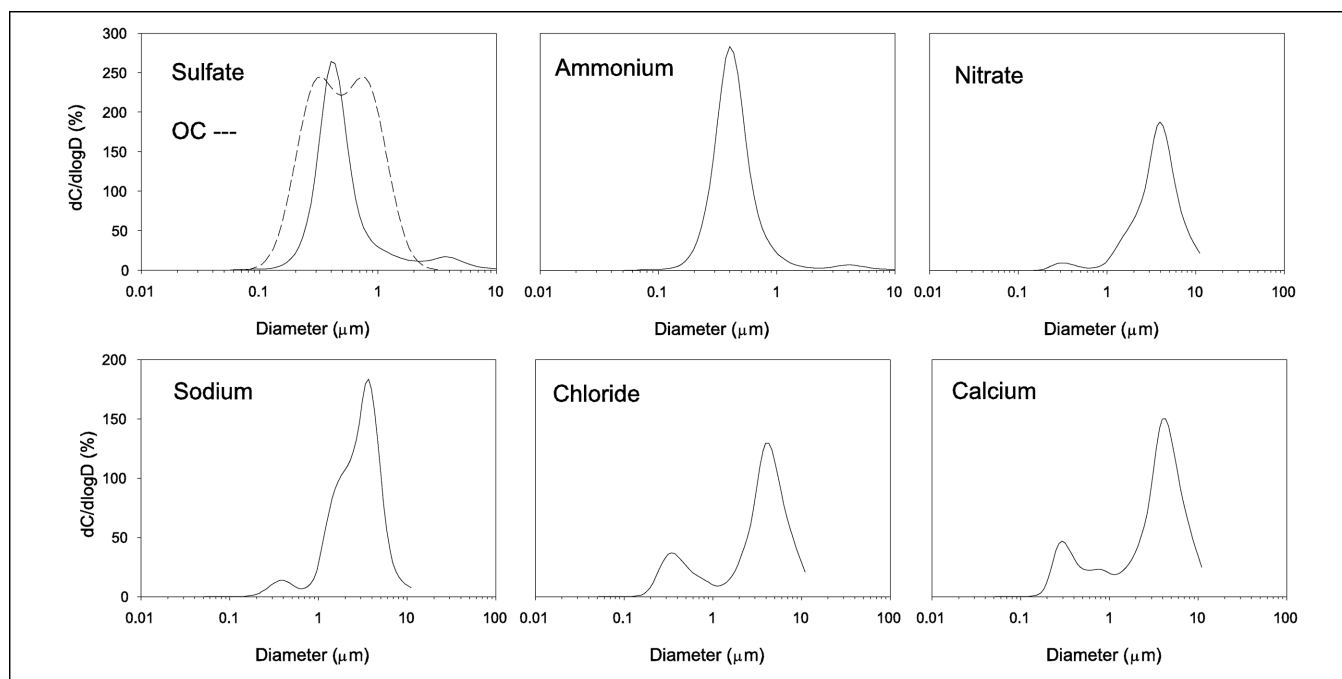 300
250
200
150
100
50
0
dC/dlogD (%)
Sulfate
OC ---
0.01 0.1 1 10
Diameter (μm)
Ammonium
0.01 0.1 1 10
Diameter (μm)
Nitrate
0.01 0.1 1 10 100
Diameter (μm)
200
150
100
50
0
dC/dlogD (%)
Sodium
0.01 0.1 1 10 100
Diameter (μm)
Chloride
0.01 0.1 1 10 100
Diameter (μm)
Calcium
0.01 0.1 1 10 100
Diameter (μm)